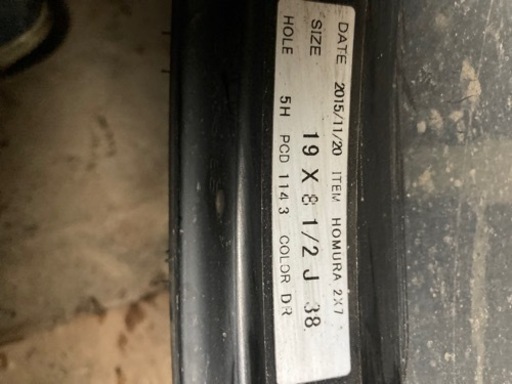 DATE 2015/11/20 ITEM HOMURA 2X7
SIZE 19 X 8 1/2 J 38
HOLE 5H PCD 114 3 COLOR DR